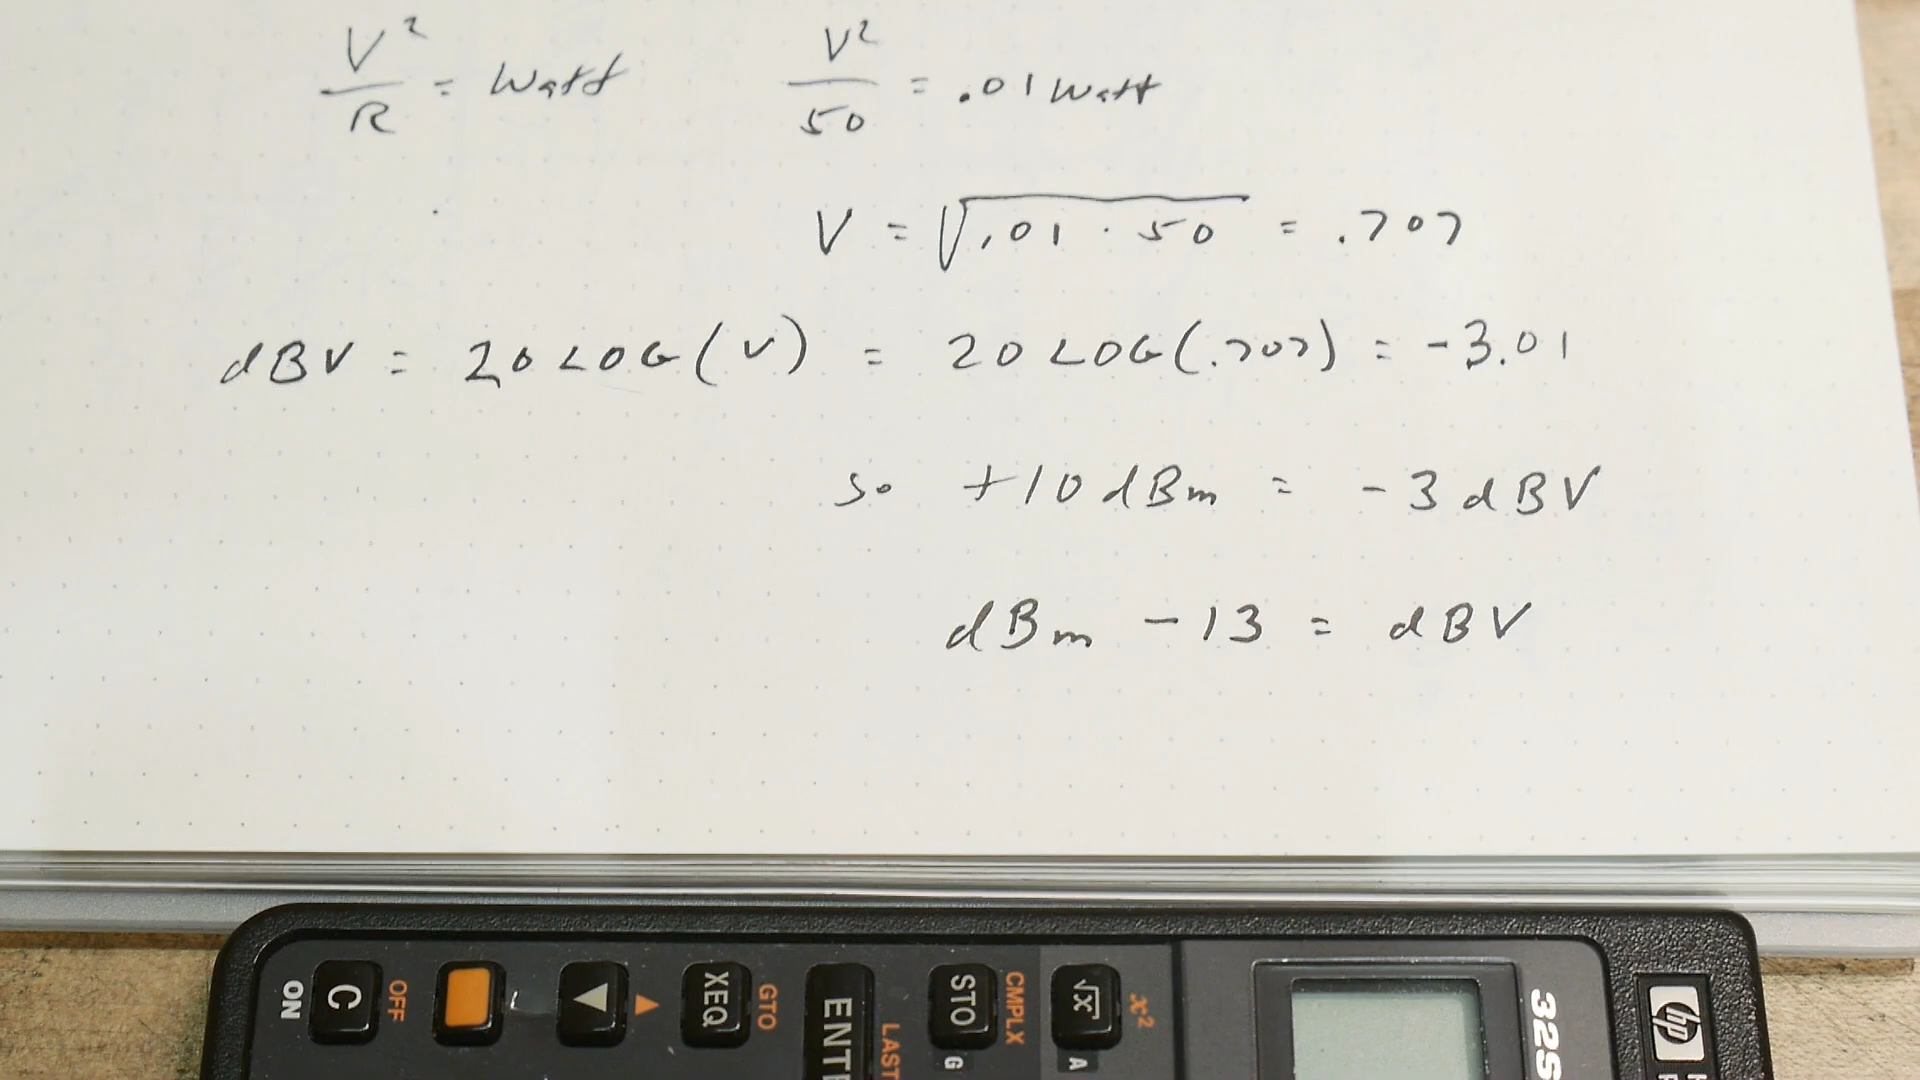 V² / R = Watt    V² / 50 = .01 Watt
V = √.01 · 50 = .707
dBV = 20 LOG(V) = 20 LOG(.707) = -3.01
so +10 dBm = -3 dBV
dBm - 13 = dBV
OFF GTO LAST CMPLX x²
ON C XEQ ENT STO √x 32S hp
G A